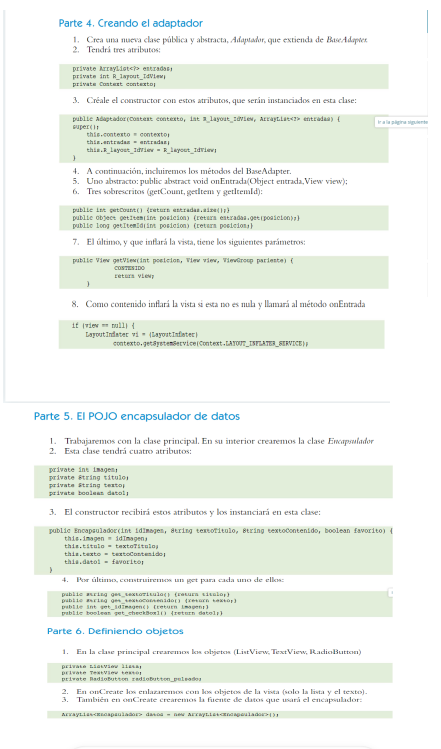 Parte 4. Creando el adaptador
1. Crea una nueva clase pública y abstracta, Adaptador, que extienda de BaseAdapter.
2. Tendrá tres atributos:
private ArrayList<?> entradas;
private int R_layout_IdView;
private Context contexto;
3. Créale el constructor con estos atributos, que serán instanciados en esta clase:
public Adaptador(Context contexto, int R_layout_IdView, ArrayList<?> entradas) {
super();
this.contexto = contexto;
this.entradas = entradas;
this.R_layout_IdView = R_layout_IdView;
}
Ir a la página siguiente
4. A continuación, incluiremos los métodos del BaseAdapter.
5. Uno abstracto: public abstract void onEntrada(Object entrada,View view);
6. Tres sobrescritos (getCount, getItem y getItemId):
public int getCount() {return entradas.size();}
public Object getItem(int posicion) {return entradas.get(posicion);}
public long getItemId(int posicion) {return posicion;}
7. El último, y que inflará la vista, tiene los siguientes parámetros:
public View getView(int posicion, View view, ViewGroup pariente) {
CONTENIDO
return view;
}
8. Como contenido inflará la vista si esta no es nula y llamará al método onEntrada
if (view == null) {
LayoutInflater vi = (LayoutInflater)
contexto.getSystemService(Context.LAYOUT_INFLATER_SERVICE);
Parte 5. El POJO encapsulador de datos
1. Trabajaremos con la clase principal. En su interior crearemos la clase Encapsulador
2. Esta clase tendrá cuatro atributos:
private int imagen;
private String titulo;
private String texto;
private boolean dato1;
3. El constructor recibirá estos atributos y los instanciará en esta clase:
public Encapsulador(int idImagen, String textoTitulo, String textoContenido, boolean favorito) {
this.imagen = idImagen;
this.titulo = textoTitulo;
this.texto = textoContenido;
this.dato1 = favorito;
}
4. Por último, construiremos un get para cada uno de ellos:
public String get_textoTitulo() {return titulo;}
public String get_textoContenido() {return texto;}
public int get_idImagen() {return imagen;}
public boolean get_checkBox1() {return dato1;}
Parte 6. Definiendo objetos
1. En la clase principal crearemos los objetos (ListView, TextView, RadioButton)
private ListView lista;
private TextView texto;
private RadioButton radioButton_pulsado;
2. En onCreate los enlazaremos con los objetos de la vista (solo la lista y el texto).
3. También en onCreate crearemos la fuente de datos que usará el encapsulador:
ArrayList<Encapsulador> datos = new ArrayList<Encapsulador>();